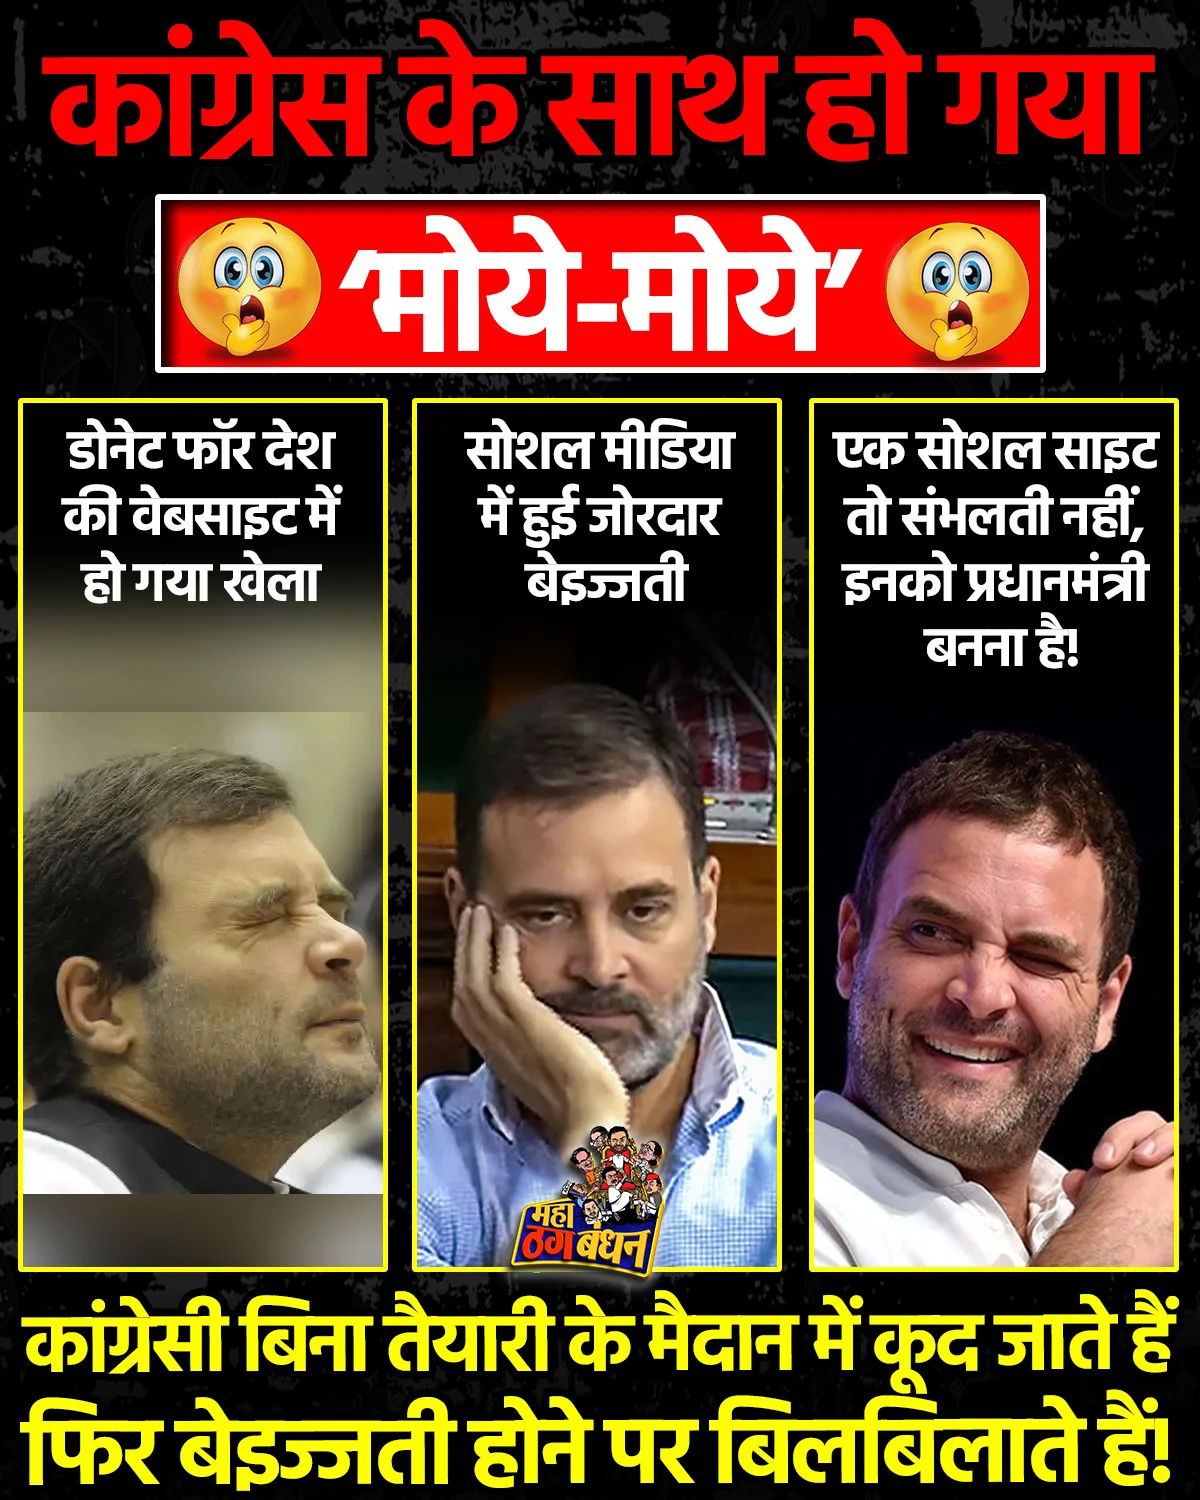 कांग्रेस के साथ हो गया
'मोये-मोये'
डोनेट फॉर देश
की वेबसाइट में
हो गया खेला
सोशल मीडिया
में हुई जोरदार
बेइज्जती
एक सोशल साइट
तो संभलती नहीं,
इनको प्रधानमंत्री
बनना है!
महा
ठग बंधन
कांग्रेसी बिना तैयारी के मैदान में कूद जाते हैं
फिर बेइज्जती होने पर बिलबिलाते हैं!